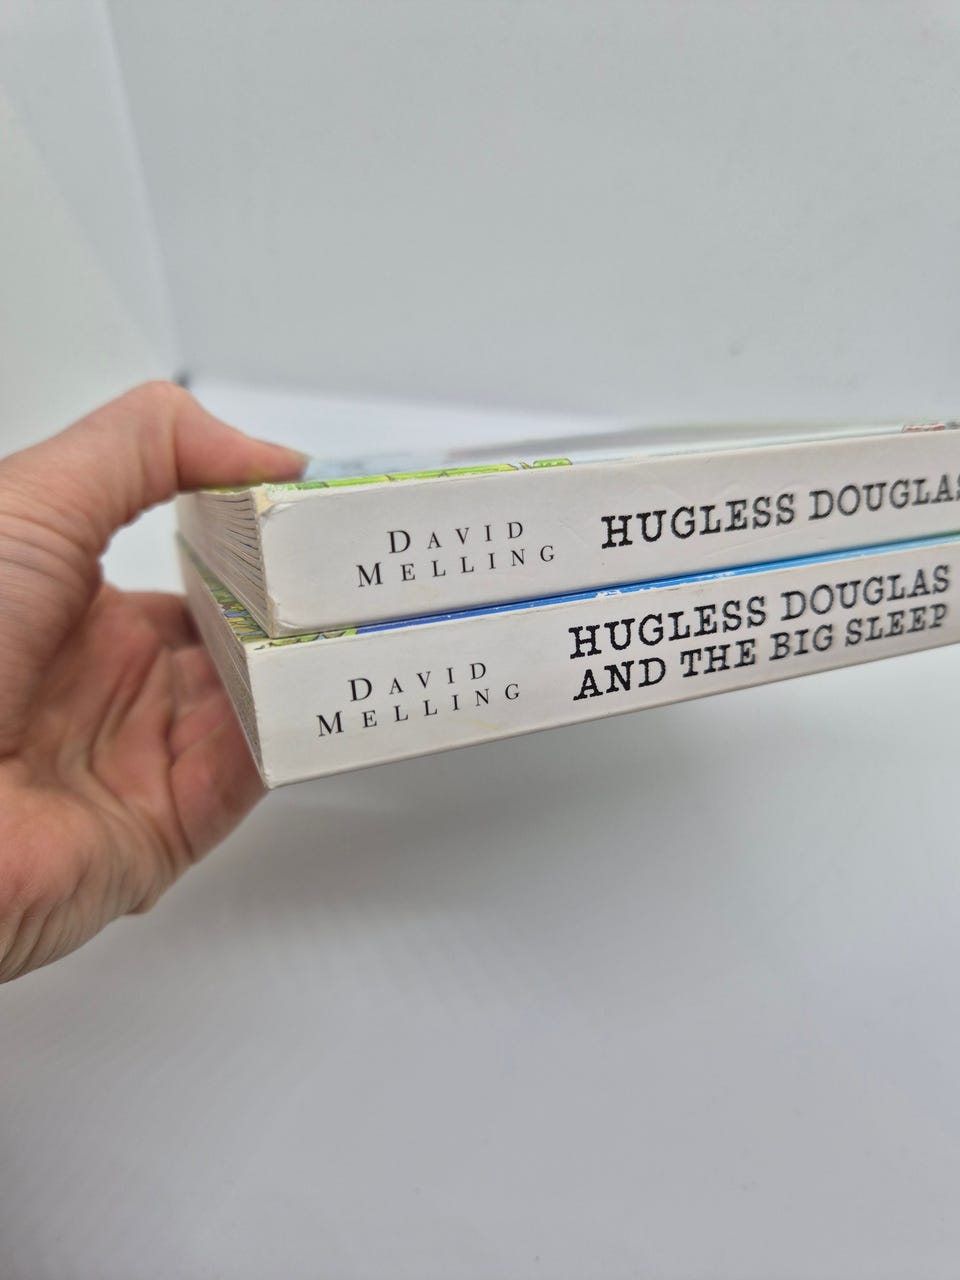 DAVID
MELLING
HUGLESS DOUGLAS
DAVID
MELLING
HUGLESS DOUGLAS
AND THE BIG SLEEP